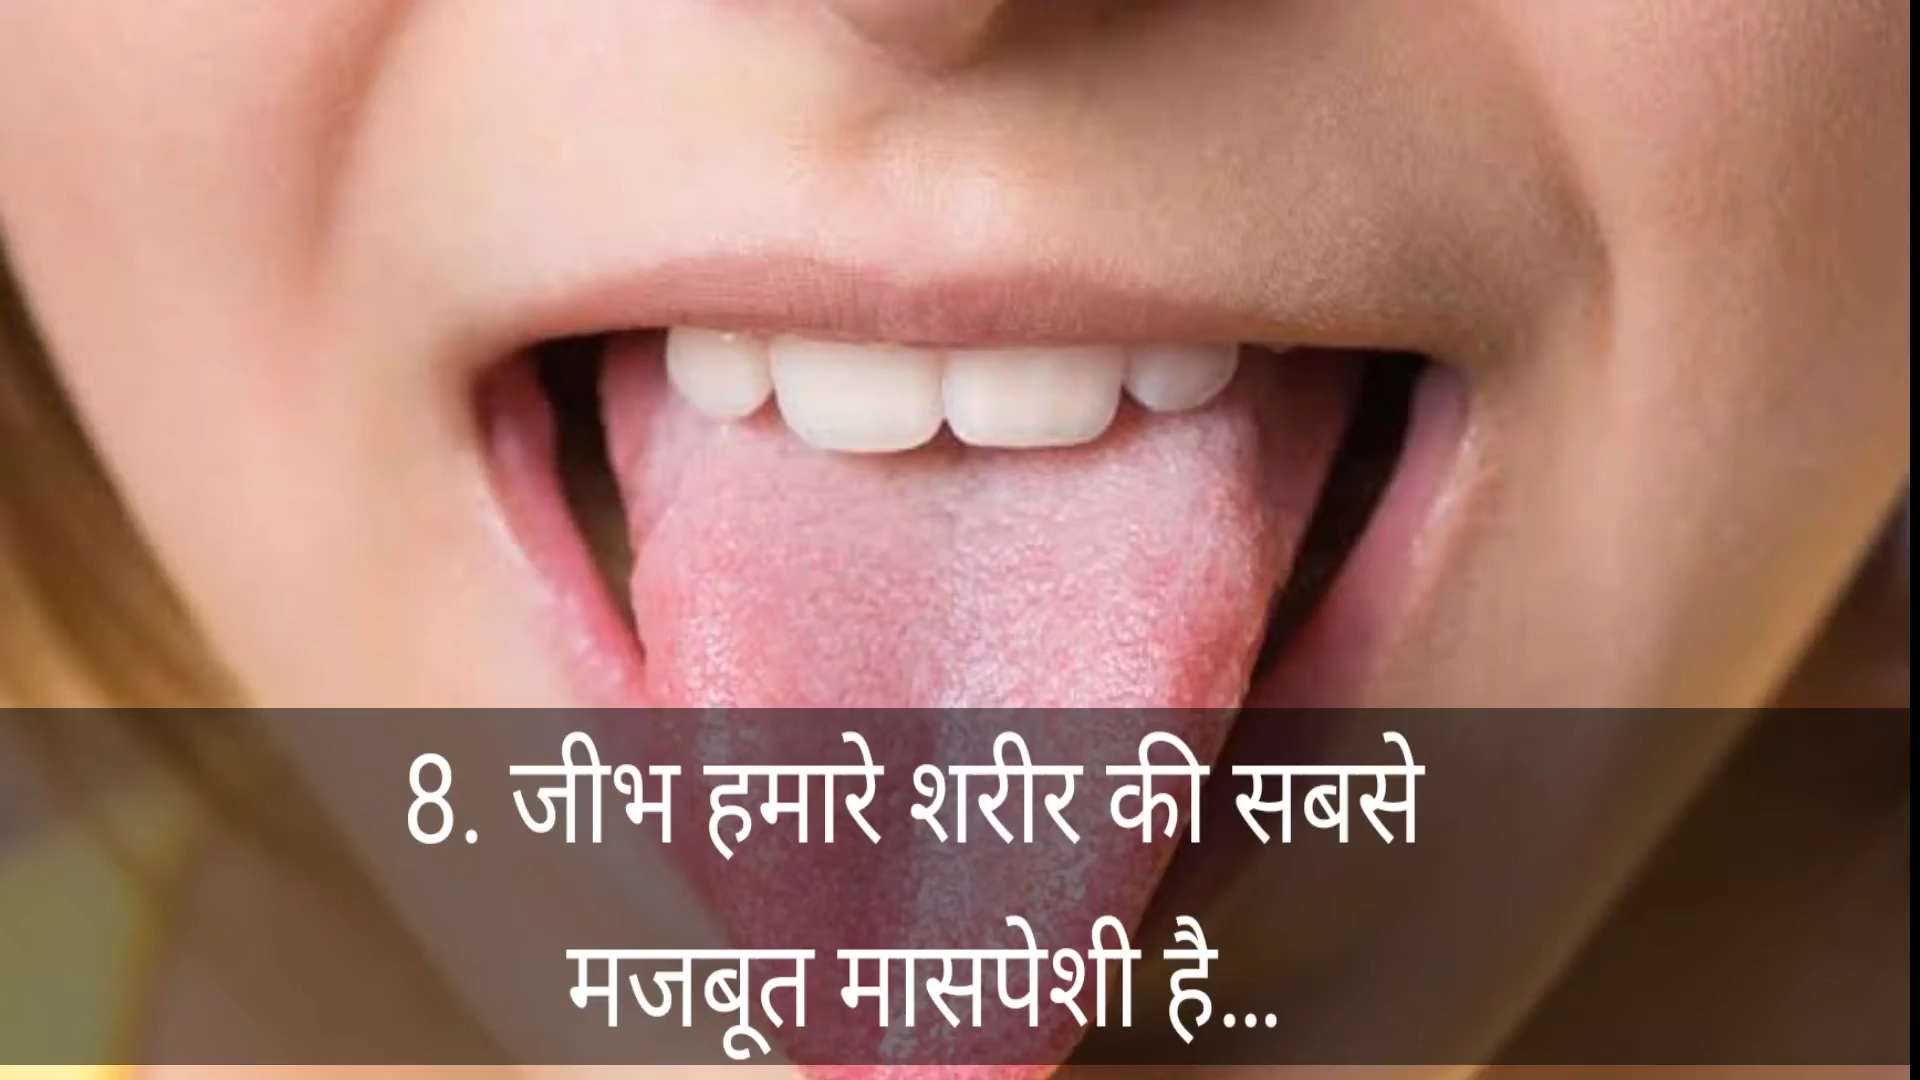 8. जीभ हमारे शरीर की सबसे
मजबूत मासपेशी है...